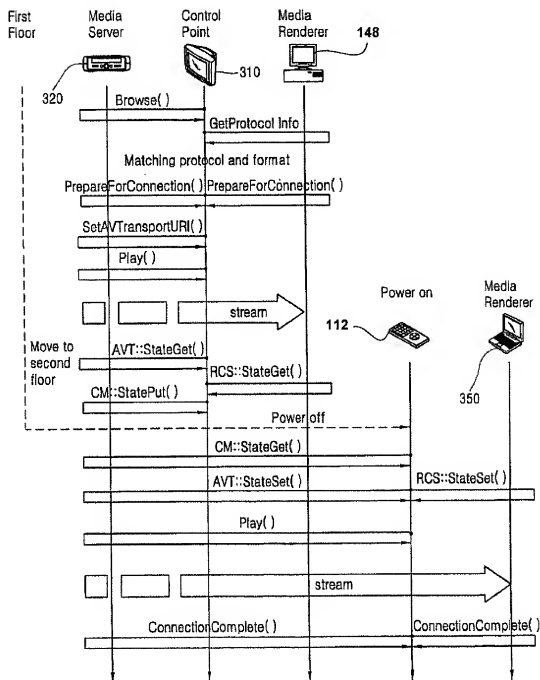 First
Floor
Media
Server
Control
Point
Media
Renderer
148
320
310
Browse( )
GetProtocol Info
Matching protocol and format
PrepareForConnection( )
PrepareForConnection( )
SetAVTransportURI( )
Play( )
stream
Power on
Media
Renderer
112
350
Move to
second
floor
AVT::StateGet( )
RCS::StateGet( )
CM::StatePut( )
Power off
CM::StateGet( )
AVT::StateSet( )
RCS::StateSet( )
Play( )
stream
ConnectionComplete( )
ConnectionComplete( )